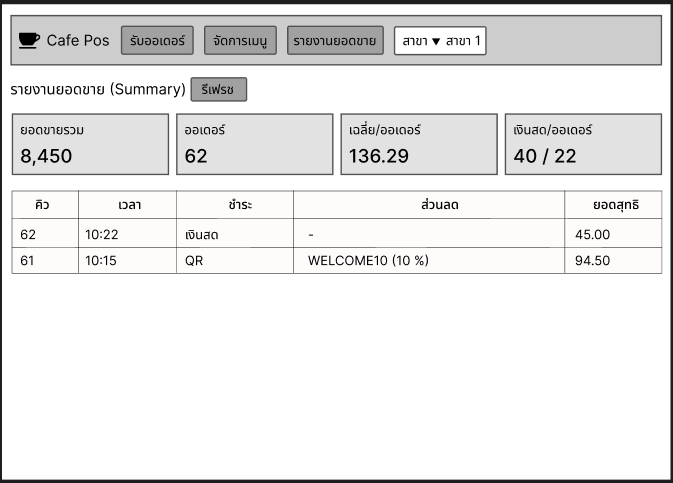 Cafe Pos รับออเดอร์ จัดการเมนู รายงานยอดขาย สาขา ▼ สาขา 1
รายงานยอดขาย (Summary) รีเฟรช
ยอดขายรวม ออเดอร์ เฉลี่ย/ออเดอร์ เงินสด/ออเดอร์
8,450 62 136.29 40 / 22
คิว เวลา ชำระ ส่วนลด ยอดสุทธิ
62 10:22 เงินสด - 45.00
61 10:15 QR WELCOME10 (10 %) 94.50